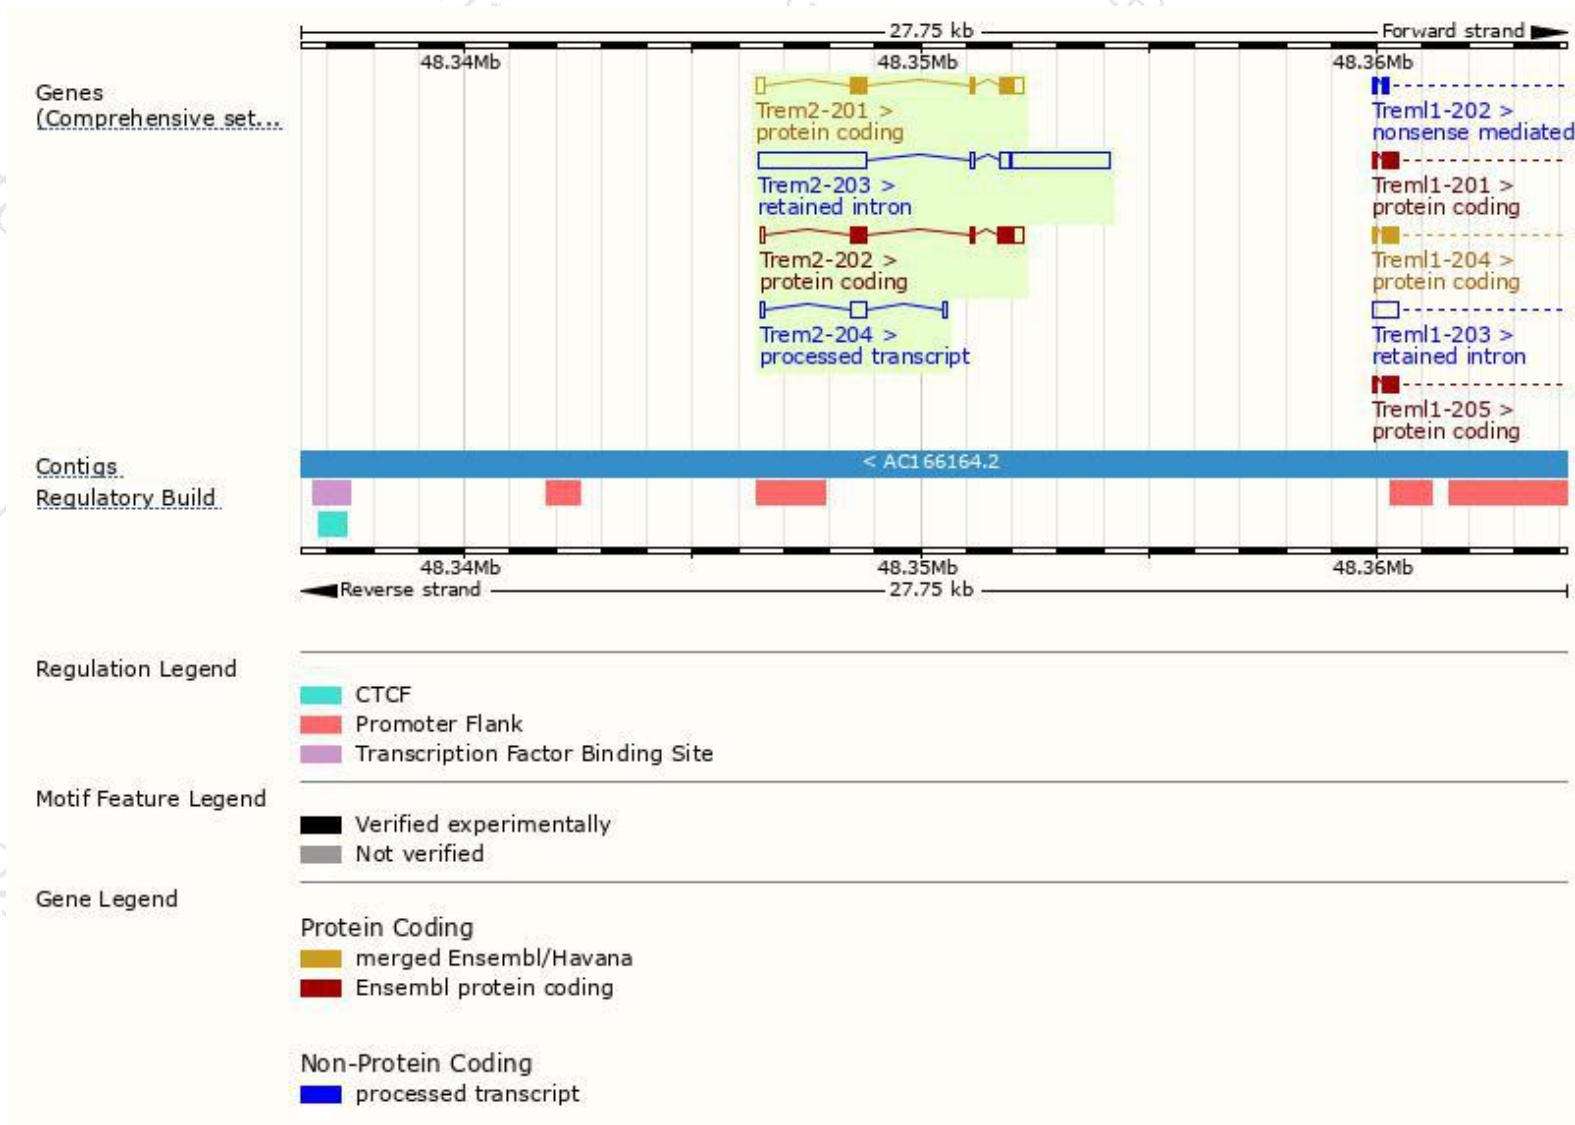 27.75 kb
Forward strand
48.34Mb 48.35Mb 48.36Mb
Genes
(Comprehensive set...
Trem2-201 >
protein coding
Treml1-202 >
nonsense mediated
Trem2-203 >
retained intron
Treml1-201 >
protein coding
Trem2-202 >
protein coding
Treml1-204 >
protein coding
Trem2-204 >
processed transcript
Treml1-203 >
retained intron
Treml1-205 >
protein coding
Contigs
< AC166164.2
Regulatory Build
48.34Mb 48.35Mb 48.36Mb
Reverse strand
27.75 kb
Regulation Legend
CTCF
Promoter Flank
Transcription Factor Binding Site
Motif Feature Legend
Verified experimentally
Not verified
Gene Legend
Protein Coding
merged Ensembl/Havana
Ensembl protein coding
Non-Protein Coding
processed transcript